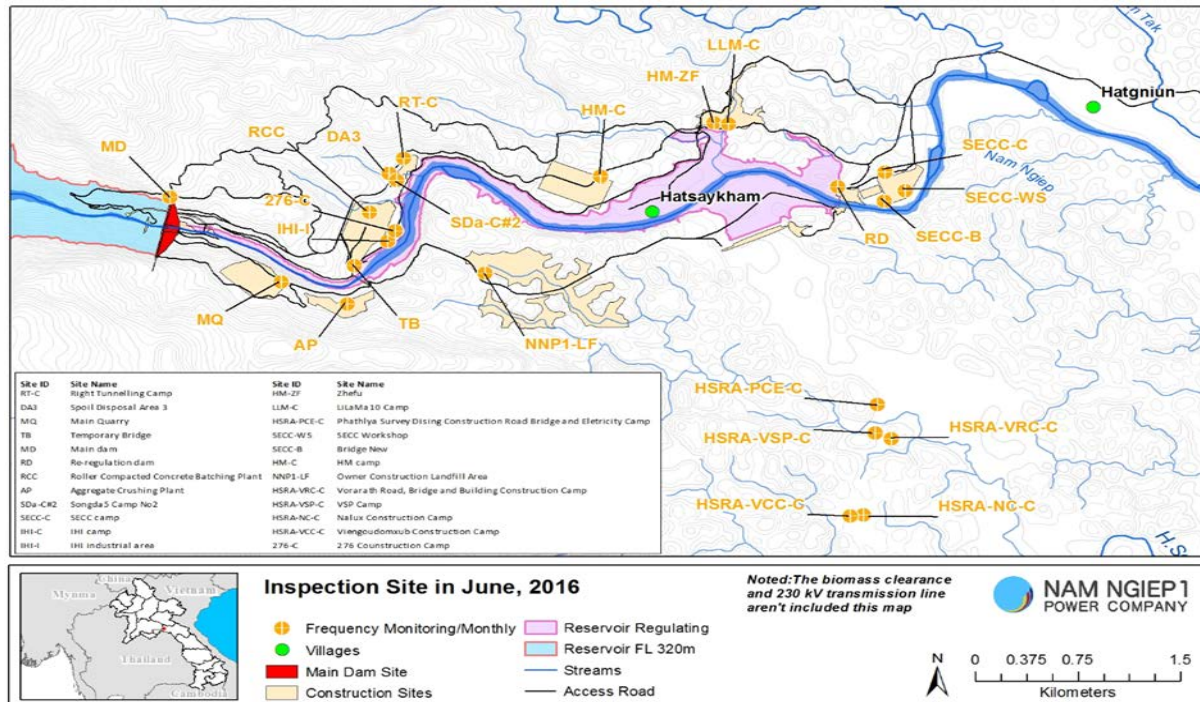 an Tak
LLM-C
HM-ZF
Hatgniun
RT-C
HM-C
RCC
DA3
MD
SECC-C
Nam Ngiep
276-C
Hatsaykham
SECC-WS
IHI-I
SDa-C#2
RD
SECC-B
MQ
TB
AP
NNP1-LF
HSRA-PCE-C
HSRA-VSP-C
HSRA-VRC-C
HSRA-VCC-C
HSRA-NC-C
Site ID Site Name Site ID Site Name
RT-C Right Tunnelling Camp HM-ZF Zhefu
DA3 Spoil Disposal Area 3 LLM-C LiLaMa10 Camp
MQ Main Quarry HSRA-PCE-C Phathlya Survey Dising Construction Road Bridge and Eletricity Camp
TB Temporary Bridge SECC-WS SECC Workshop
MD Main dam SECC-B Bridge New
RD Re-regulation dam HM-C HM camp
RCC Roller Compacted Concrete Batching Plant NNP1-LF Owner Construction Landfill Area
AP Aggregate Crushing Plant HSRA-VRC-C Vorarath Road, Bridge and Building Construction Camp
SDa-C#2 Songda5 Camp No2 HSRA-VSP-C VSP Camp
SECC-C SECC camp HSRA-NC-C Nalux Construction Camp
IHI-C IHI camp HSRA-VCC-C Viengoudomxub Construction Camp
IHI-I IHI industrial area 276-C 276 Counstruction Camp
China
Mynma
Vietnam
Thailand
Cambodia
Inspection Site in June, 2016
Frequency Monitoring/Monthly
Villages
Main Dam Site
Construction Sites
Reservoir Regulating
Reservoir FL 320m
Streams
Access Road
Noted:The biomass clearance
and 230 kV transmission line
aren't included this map
NAM NGIEP1
POWER COMPANY
N
0 0.375 0.75 1.5
Kilometers